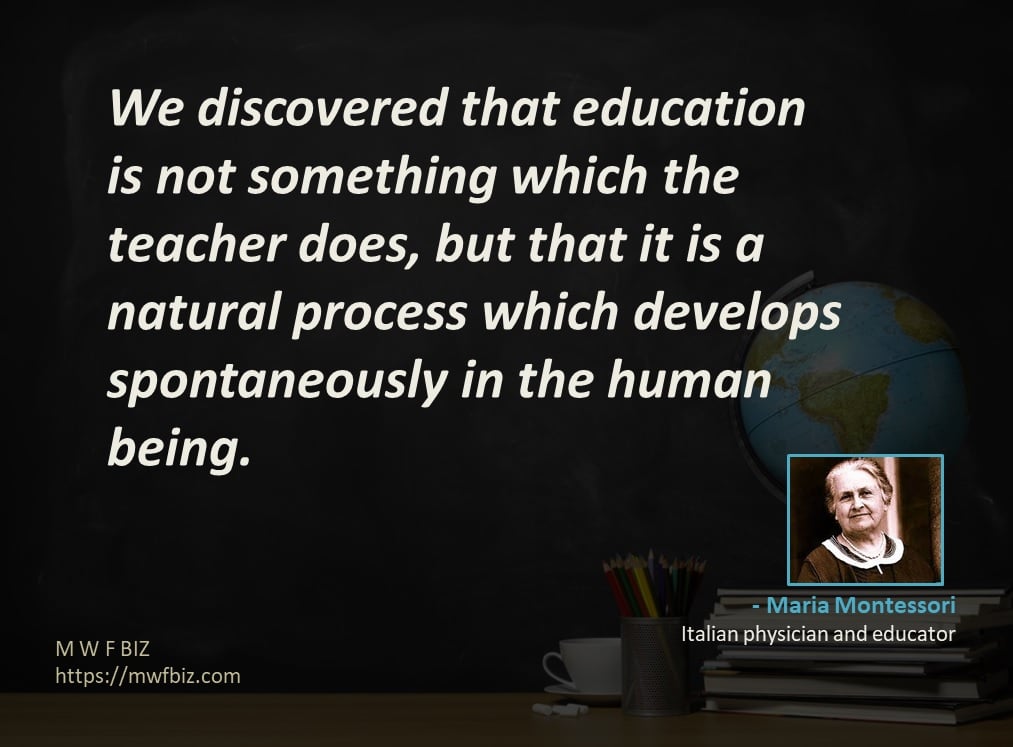 We discovered that education
is not something which the
teacher does, but that it is a
natural process which develops
spontaneously in the human
being.
- Maria Montessori
Italian physician and educator
M W F BIZ
https://mwfbiz.com